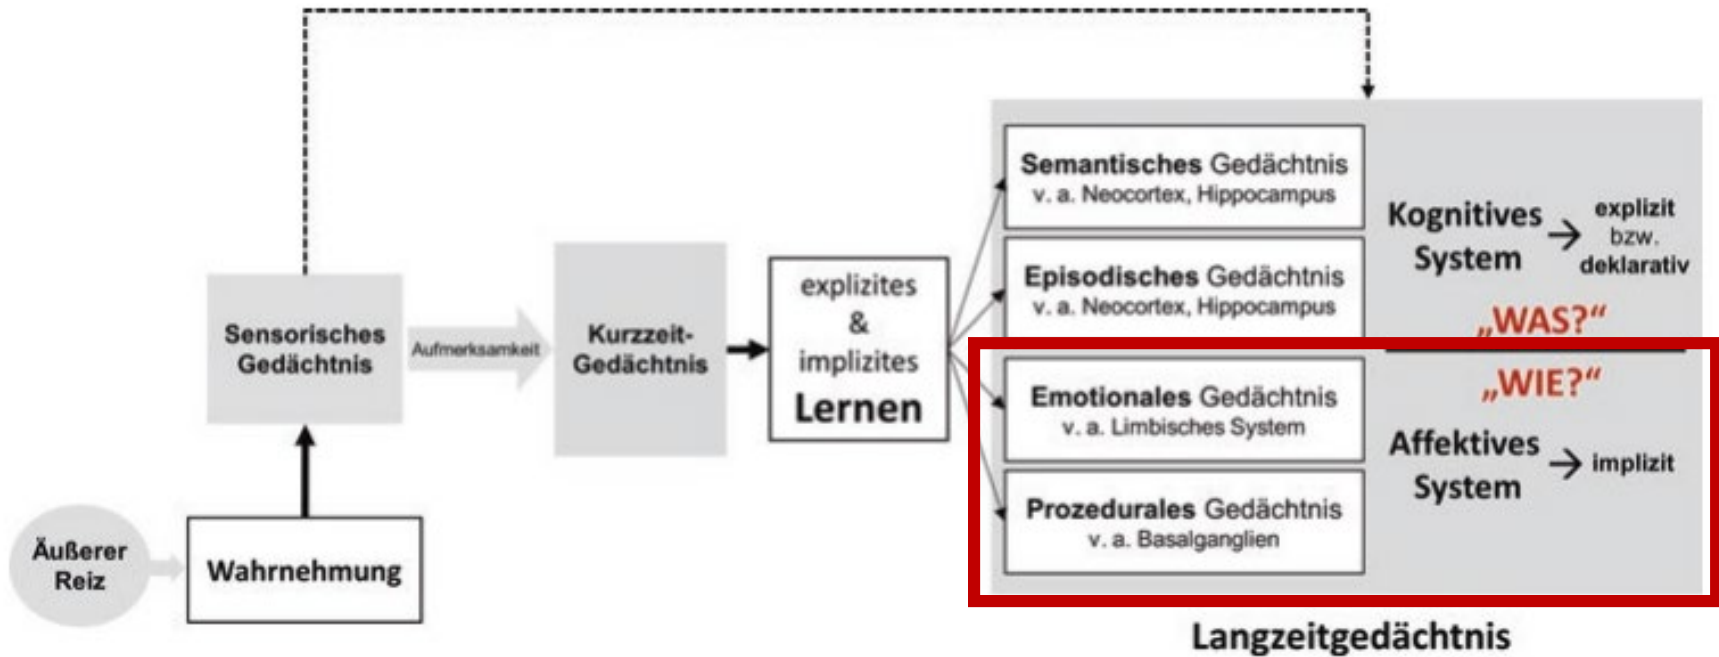 Äußerer
Reiz
Wahrnehmung
Sensorisches
Gedächtnis
Aufmerksamkeit
Kurzzeit-
Gedächtnis
explizites
&
implizites
Lernen
Semantisches Gedächtnis
v. a. Neocortex, Hippocampus
Episodisches Gedächtnis
v. a. Neocortex, Hippocampus
Emotionales Gedächtnis
v. a. Limbisches System
Prozedurales Gedächtnis
v. a. Basalganglien
Kognitives
System
→ explizit
bzw.
deklarativ
„WAS?“
„WIE?“
Affektives
System
→ implizit
Langzeitgedächtnis